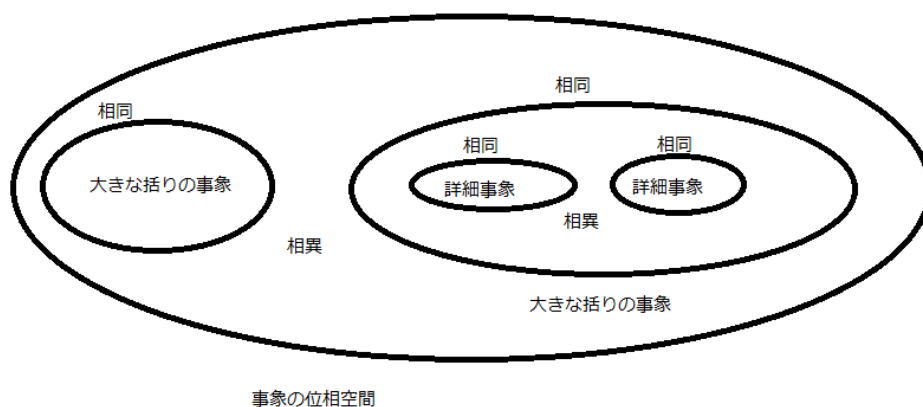 相同
相同
相同
相同
大きな括りの事象
詳細事象
詳細事象
相異
相異
大きな括りの事象
事象の位相空間